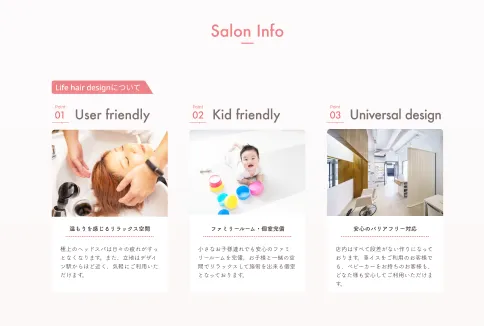 Salon Info
Life hair designについて
Point
01 User friendly
Point
02 Kid friendly
Point
03 Universal design
温もりを感じるリラックス空間
ファミリールーム・個室完備
安心のバリアフリー対応
極上のヘッドスパは日々の疲れがすっ
となくなります。また、立地はデザイ
ン駅からほど近く、気軽にご利用いた
だけます。
小さなお子様連れでも安心のファミ
リールームを完備。お子様と一緒の空
間でリラックスして施術を出来る個室
となっております。
店内はすべて段差がない作りになって
おります。車イスをご利用のお客様で
も、ベビーカーをお持ちのお客様も、
どなた様も安心してご利用いただけま
す。